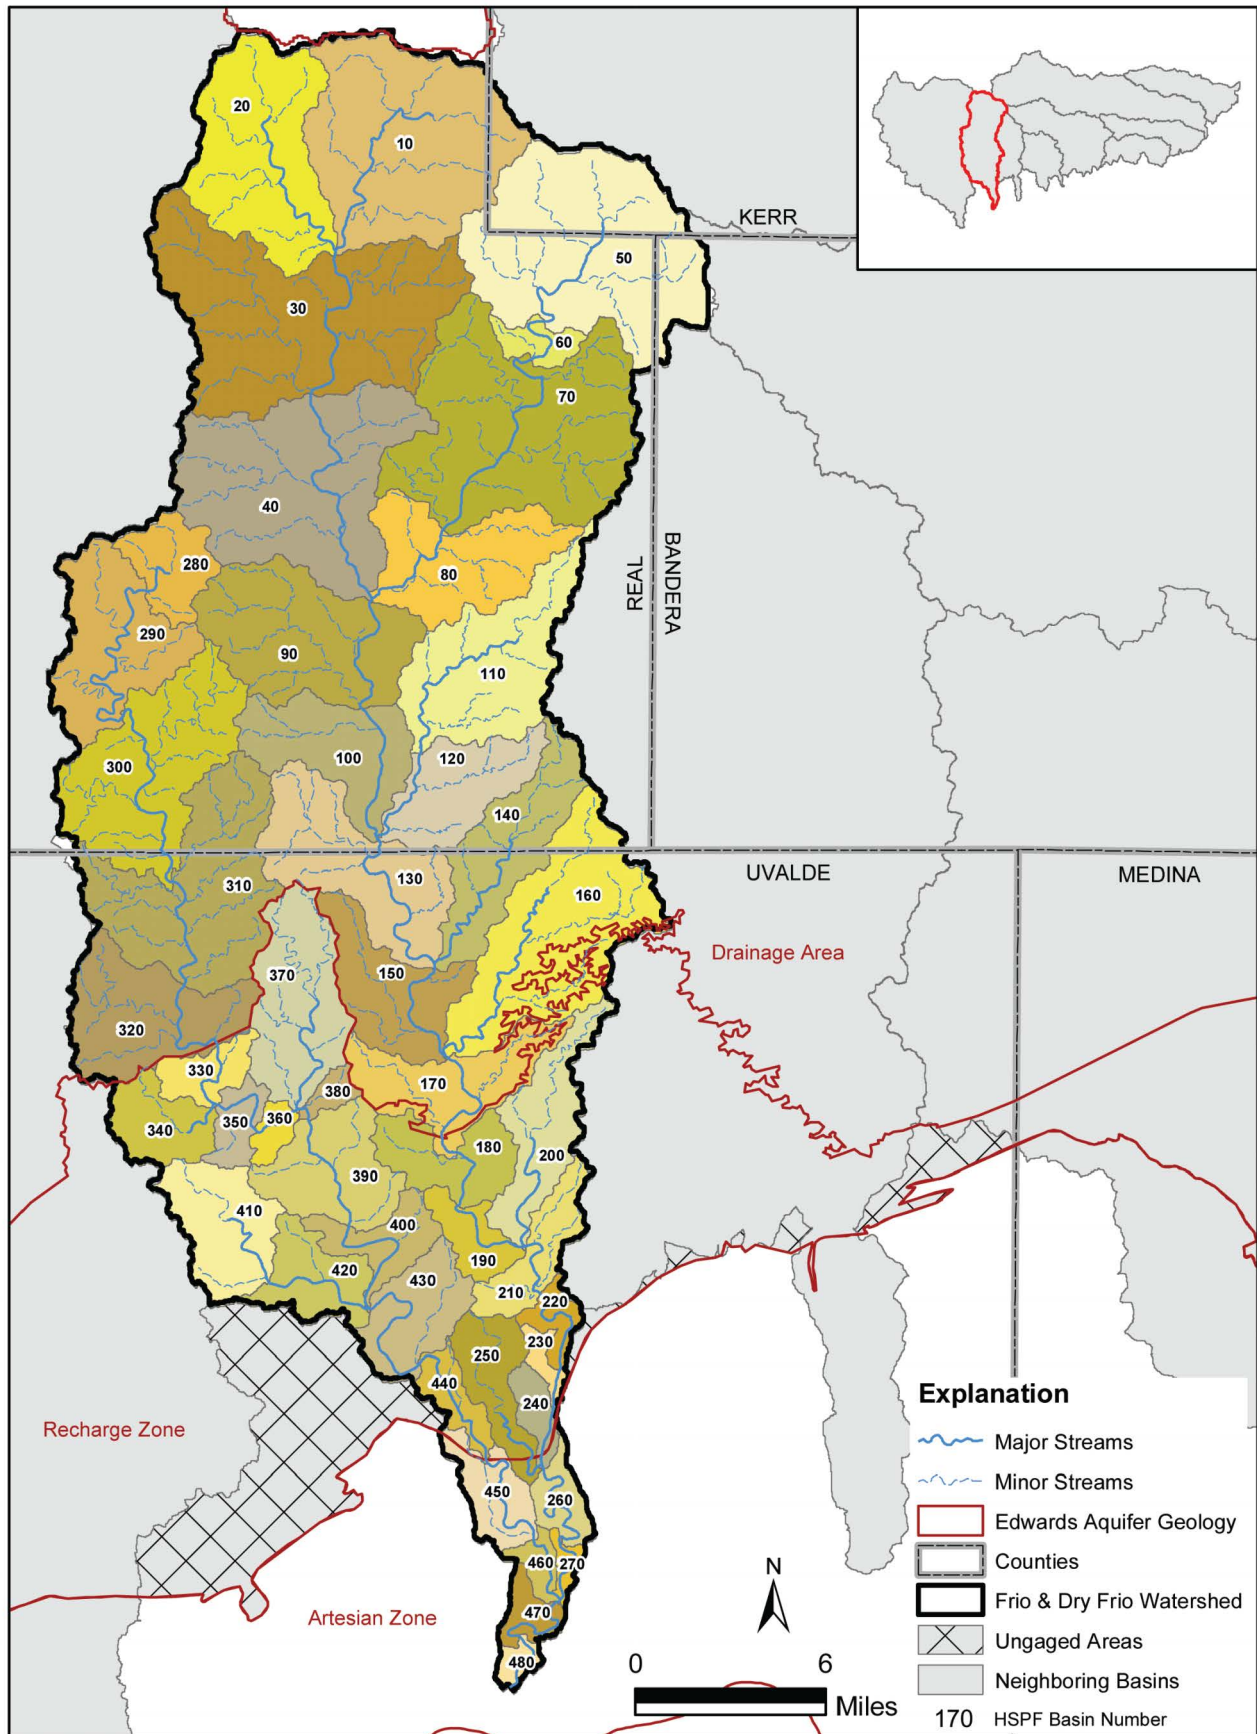 20
10
KERR
50
30
60
70
40
280
80
REAL
BANDERA
290
90
110
300
100
120
140
130
310
UVALDE
MEDINA
160
370
150
Drainage Area
320
330
170
380
340
350
360
180
200
390
410
400
190
420
430
210
220
230
250
440
240
Recharge Zone
450
260
460
270
470
480
Artesian Zone
N
0 6
Miles
Explanation
Major Streams
Minor Streams
Edwards Aquifer Geology
Counties
Frio & Dry Frio Watershed
Ungaged Areas
Neighboring Basins
170 HSPF Basin Number